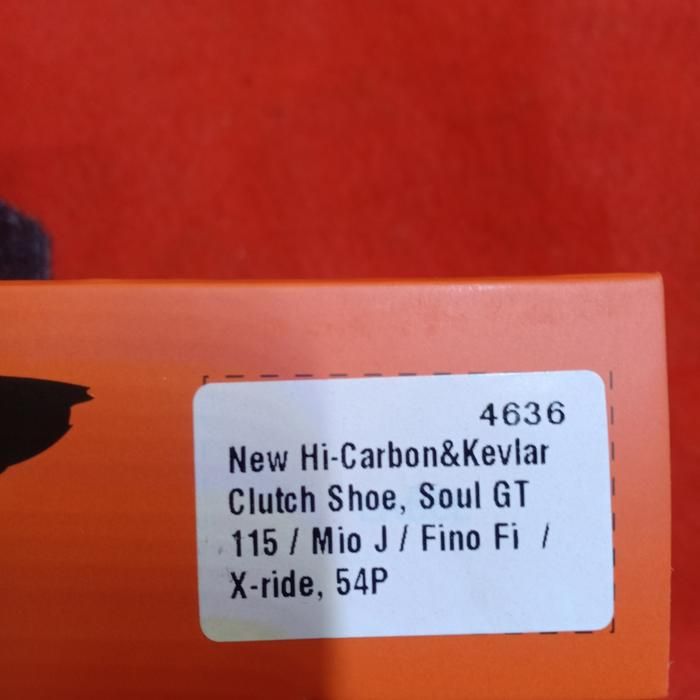 4636
New Hi-Carbon&Kevlar
Clutch Shoe, Soul GT
115 / Mio J / Fino Fi /
X-ride, 54P